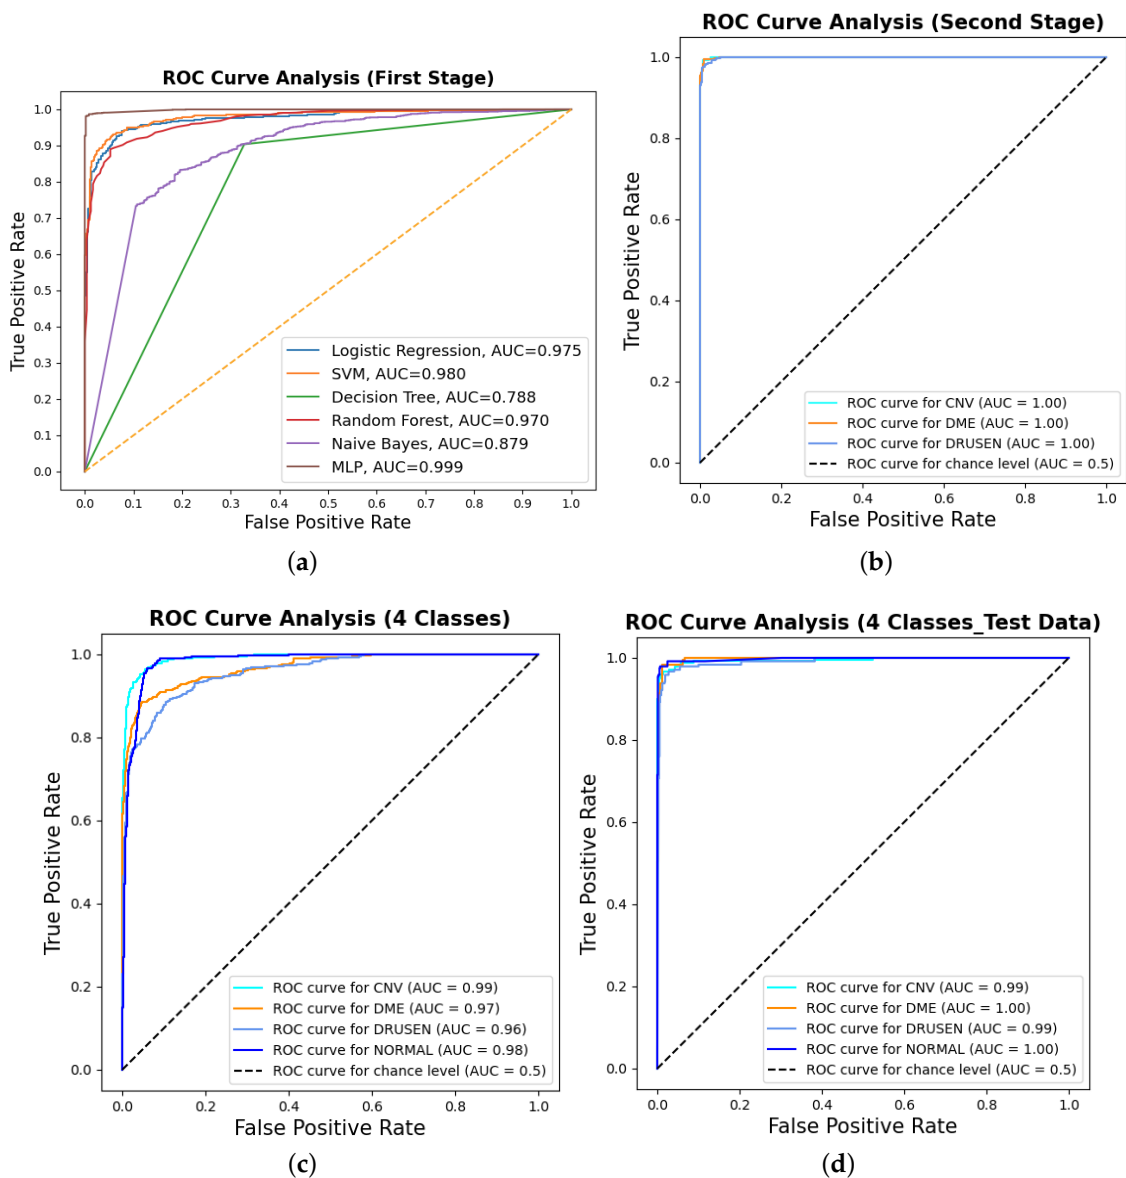 ROC Curve Analysis (First Stage)
True Positive Rate
1.0
0.9
0.8
0.7
0.6
0.5
0.4
0.3
0.2
0.1
0.0
Logistic Regression, AUC=0.975
SVM, AUC=0.980
Decision Tree, AUC=0.788
Random Forest, AUC=0.970
Naive Bayes, AUC=0.879
MLP, AUC=0.999
0.0 0.1 0.2 0.3 0.4 0.5 0.6 0.7 0.8 0.9 1.0
False Positive Rate
(a)
ROC Curve Analysis (Second Stage)
True Positive Rate
1.0
0.8
0.6
0.4
0.2
0.0
ROC curve for CNV (AUC = 1.00)
ROC curve for DME (AUC = 1.00)
ROC curve for DRUSEN (AUC = 1.00)
ROC curve for chance level (AUC = 0.5)
0.0 0.2 0.4 0.6 0.8 1.0
False Positive Rate
(b)
ROC Curve Analysis (4 Classes)
True Positive Rate
1.0
0.8
0.6
0.4
0.2
0.0
ROC curve for CNV (AUC = 0.99)
ROC curve for DME (AUC = 0.97)
ROC curve for DRUSEN (AUC = 0.96)
ROC curve for NORMAL (AUC = 0.98)
ROC curve for chance level (AUC = 0.5)
0.0 0.2 0.4 0.6 0.8 1.0
False Positive Rate
(c)
ROC Curve Analysis (4 Classes_Test Data)
True Positive Rate
1.0
0.8
0.6
0.4
0.2
0.0
ROC curve for CNV (AUC = 0.99)
ROC curve for DME (AUC = 1.00)
ROC curve for DRUSEN (AUC = 0.99)
ROC curve for NORMAL (AUC = 1.00)
ROC curve for chance level (AUC = 0.5)
0.0 0.2 0.4 0.6 0.8 1.0
False Positive Rate
(d)